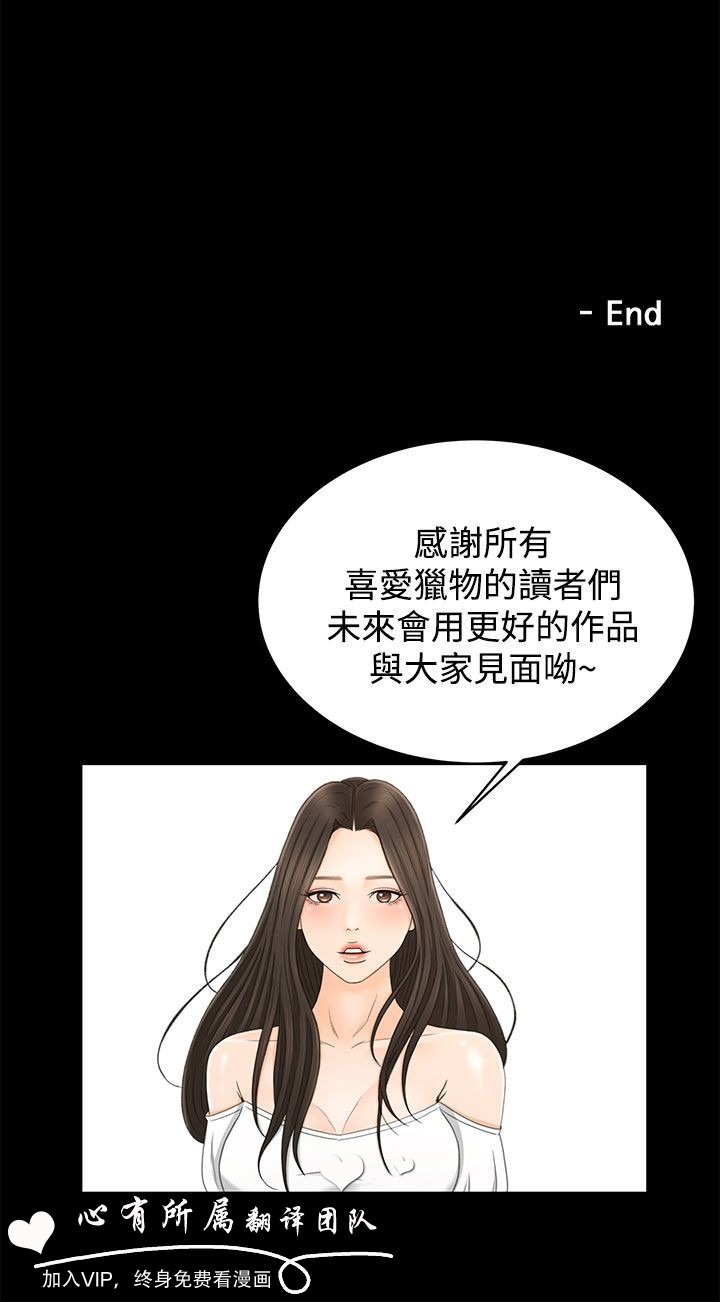 - End
感謝所有
喜愛獵物的讀者們
未來會用更好的作品
與大家見面呦~
心有所属翻译团队
加入VIP，终身免费看漫画